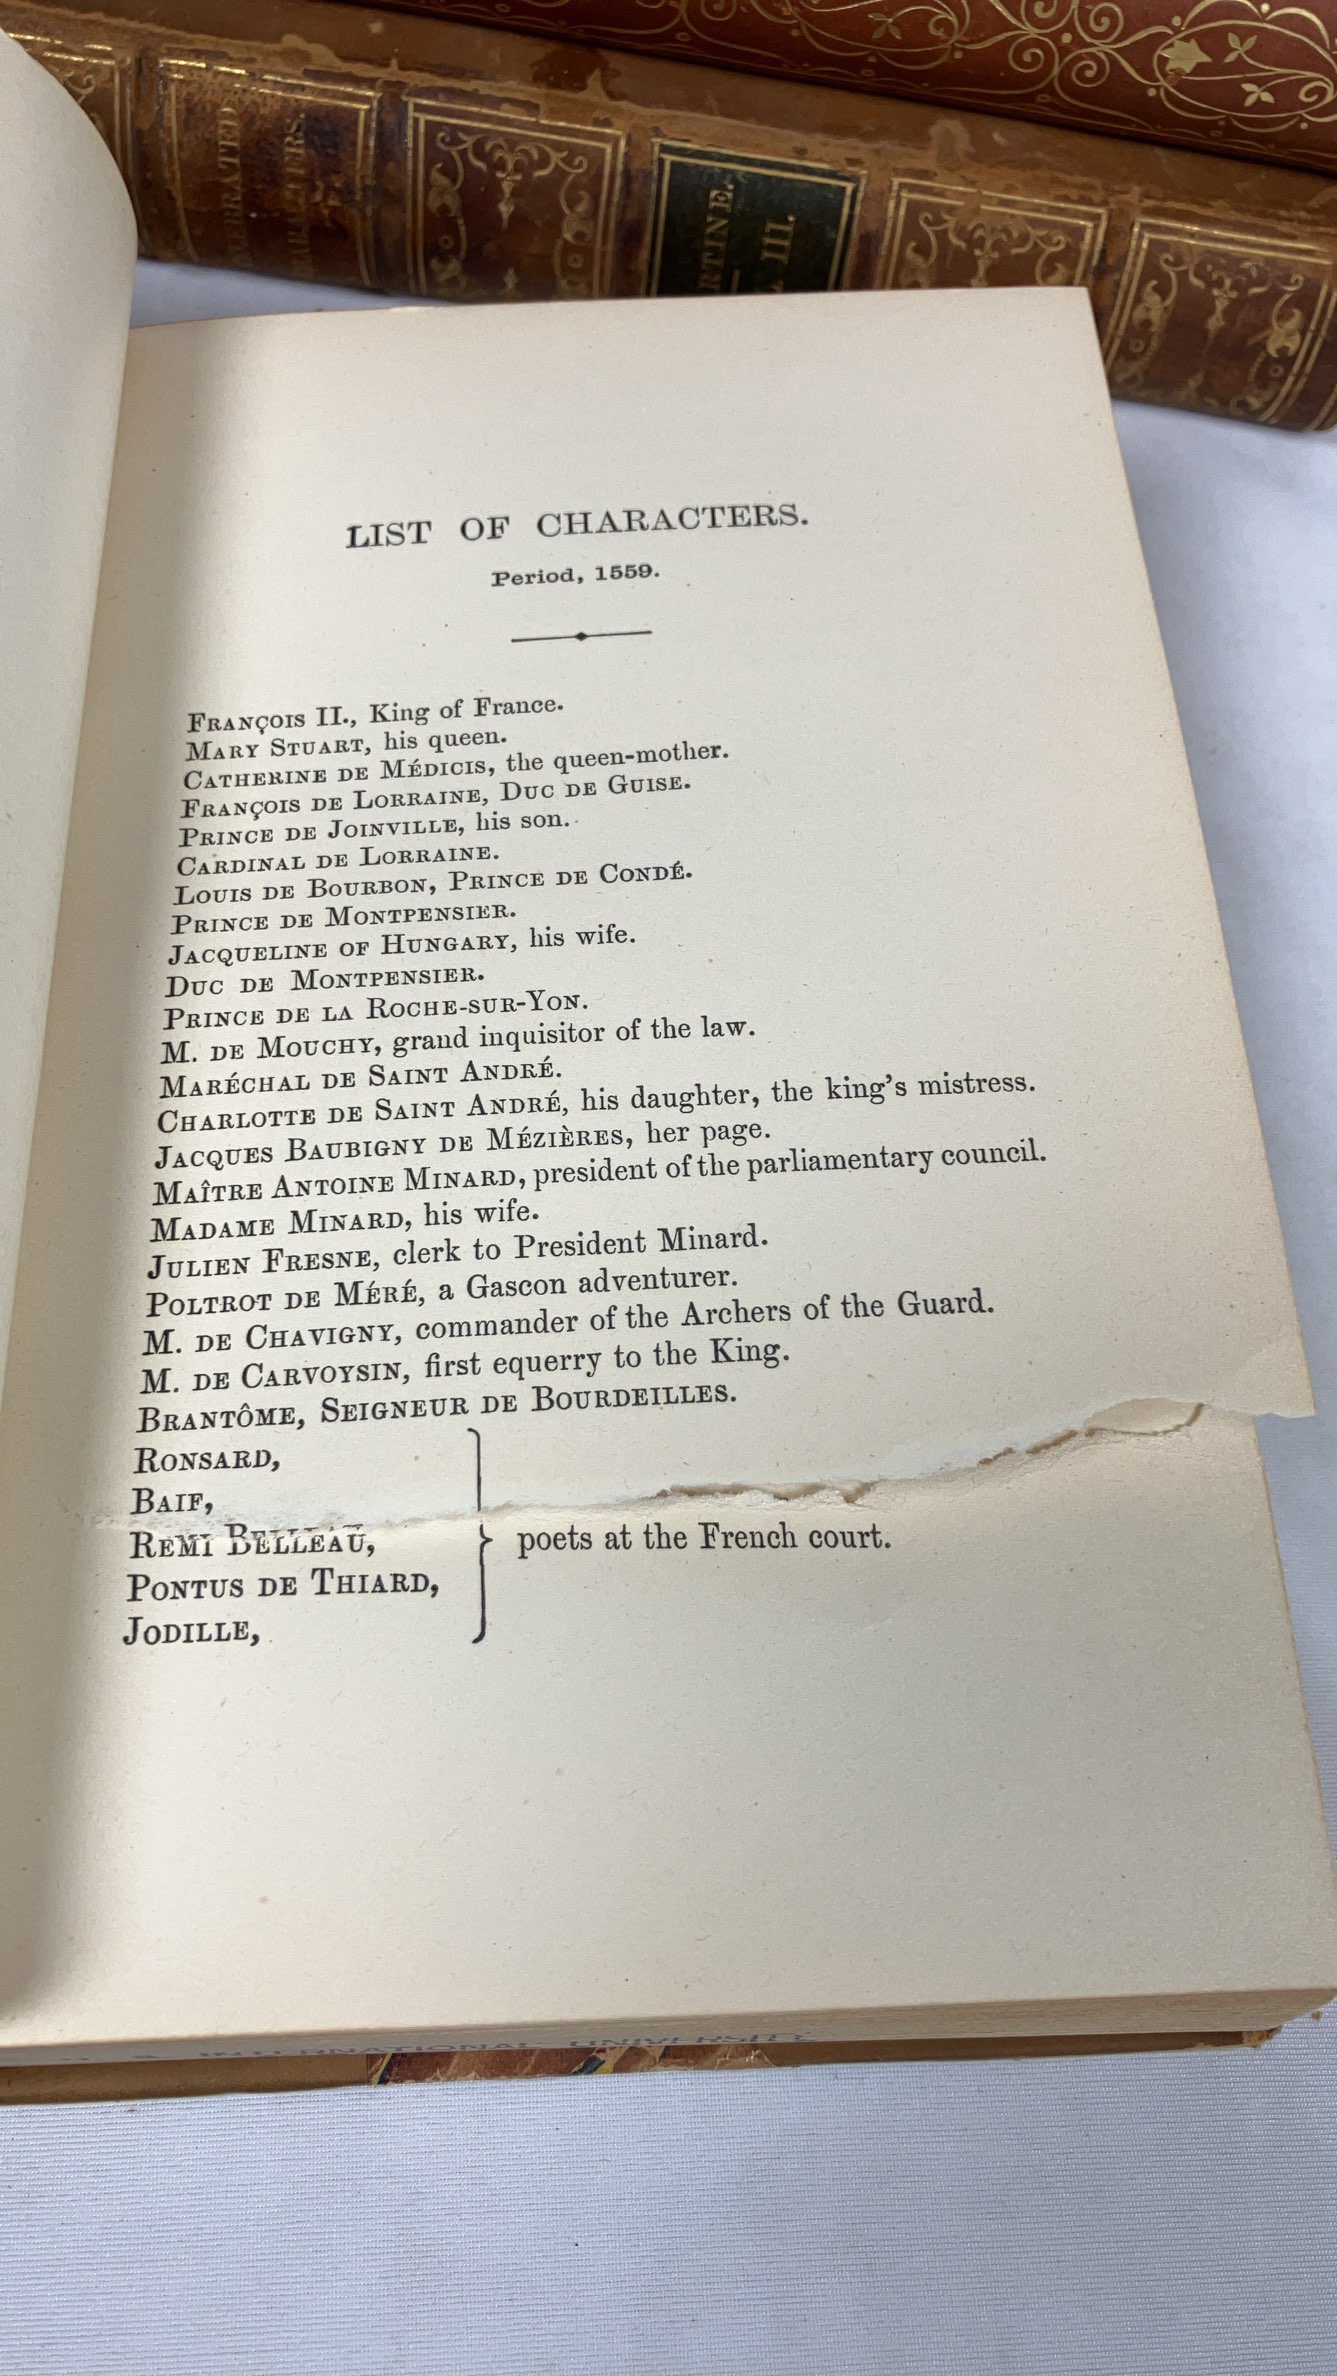 BRATED
CHARACTERS.
RTINE.
III.
LIST OF CHARACTERS.
Period, 1559.
FRANÇOIS II., King of France.
MARY STUART, his queen.
CATHERINE DE MÉDICIS, the queen-mother.
FRANÇOIS DE LORRAINE, DUC DE GUISE.
PRINCE DE JOINVILLE, his son.
CARDINAL DE LORRAINE.
LOUIS DE BOURBON, PRINCE DE CONDÉ.
PRINCE DE MONTPENSIER.
JACQUELINE OF HUNGARY, his wife.
DUC DE MONTPENSIER.
PRINCE DE LA ROCHE-SUR-YON.
M. DE MOUCHY, grand inquisitor of the law.
MARÉCHAL DE SAINT ANDRÉ.
CHARLOTTE DE SAINT ANDRÉ, his daughter, the king's mistress.
JACQUES BAUBIGNY DE MÉZIÈRES, her page.
MAÎTRE ANTOINE MINARD, president of the parliamentary council.
MADAME MINARD, his wife.
JULIEN FRESNE, clerk to President Minard.
POLTROT DE MÉRÉ, a Gascon adventurer.
M. DE CHAVIGNY, commander of the Archers of the Guard.
M. DE CARVOYSIN, first equerry to the King.
BRANTÔME, SEIGNEUR DE BOURDEILLES.
RONSARD,
BAIF,
REMI BELLEAU, poets at the French court.
PONTUS DE THIARD,
JODILLE,
INTERNATIONAL UNIVERSITY